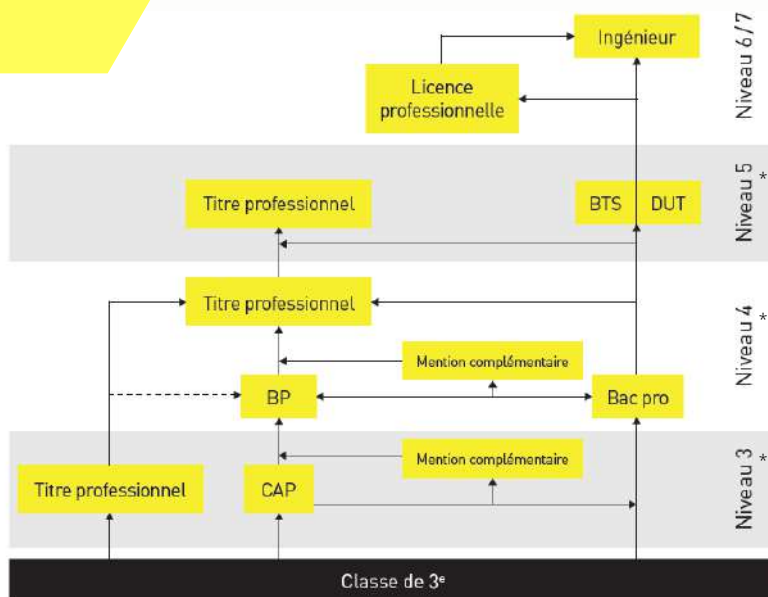 Ingénieur
Niveau 6/7
Licence
professionnelle
Titre professionnel
BTS
DUT
Niveau 5 *
Titre professionnel
Niveau 4 *
Mention complémentaire
BP
Bac pro
Mention complémentaire
Titre professionnel
CAP
Niveau 3 *
Classe de 3e